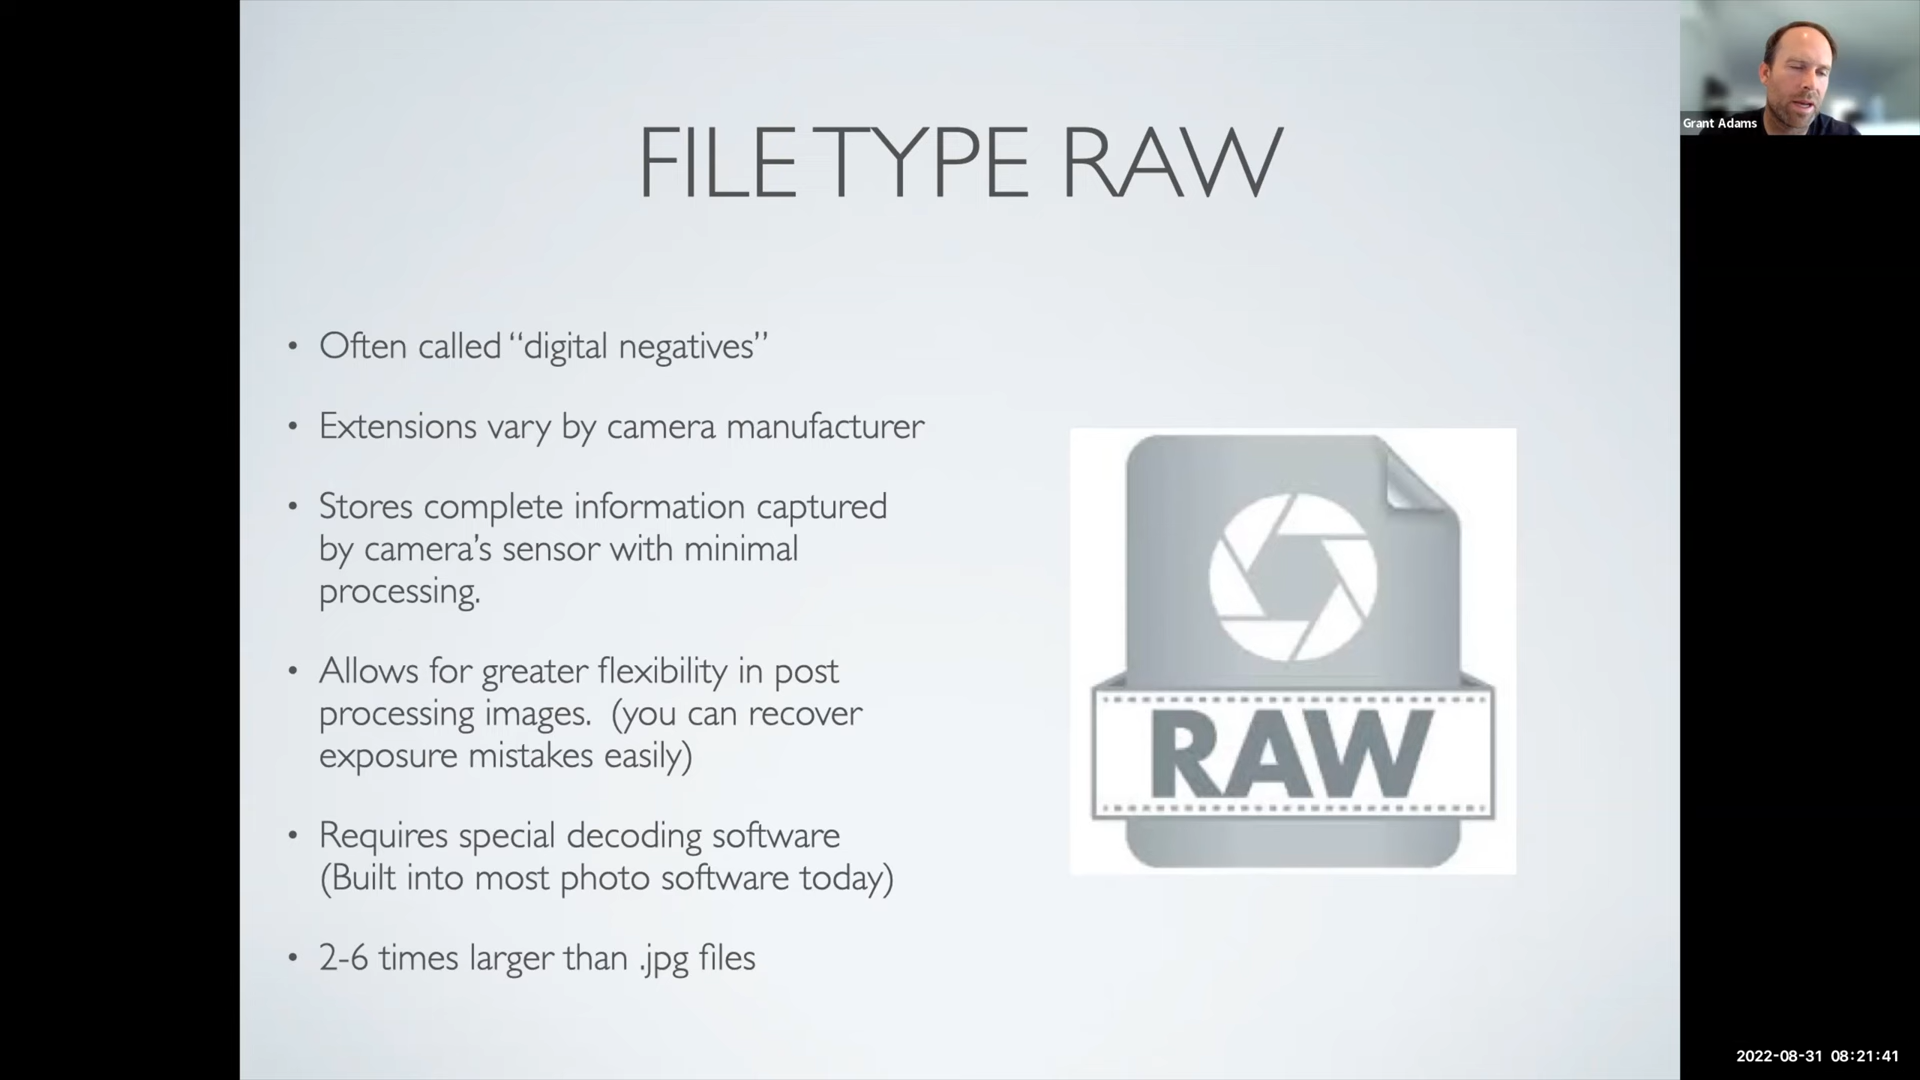 FILE TYPE RAW
Grant Adams
• Often called “digital negatives”
• Extensions vary by camera manufacturer
• Stores complete information captured
by camera’s sensor with minimal
processing.
• Allows for greater flexibility in post
processing images.  (you can recover
exposure mistakes easily)
• Requires special decoding software
(Built into most photo software today)
• 2-6 times larger than .jpg files
RAW
2022-08-31 08:21:41